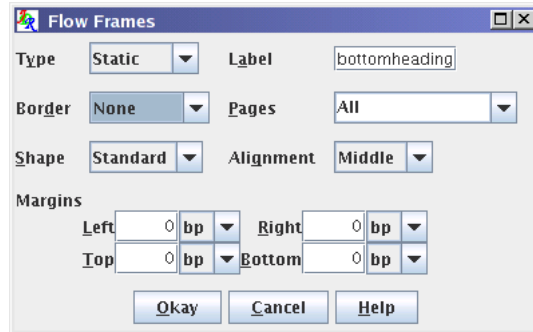 Flow Frames
Type Static Label bottomheading
Border None Pages All
Shape Standard Alignment Middle
Margins
Left 0 bp Right 0 bp
Top 0 bp Bottom 0 bp
Okay Cancel Help